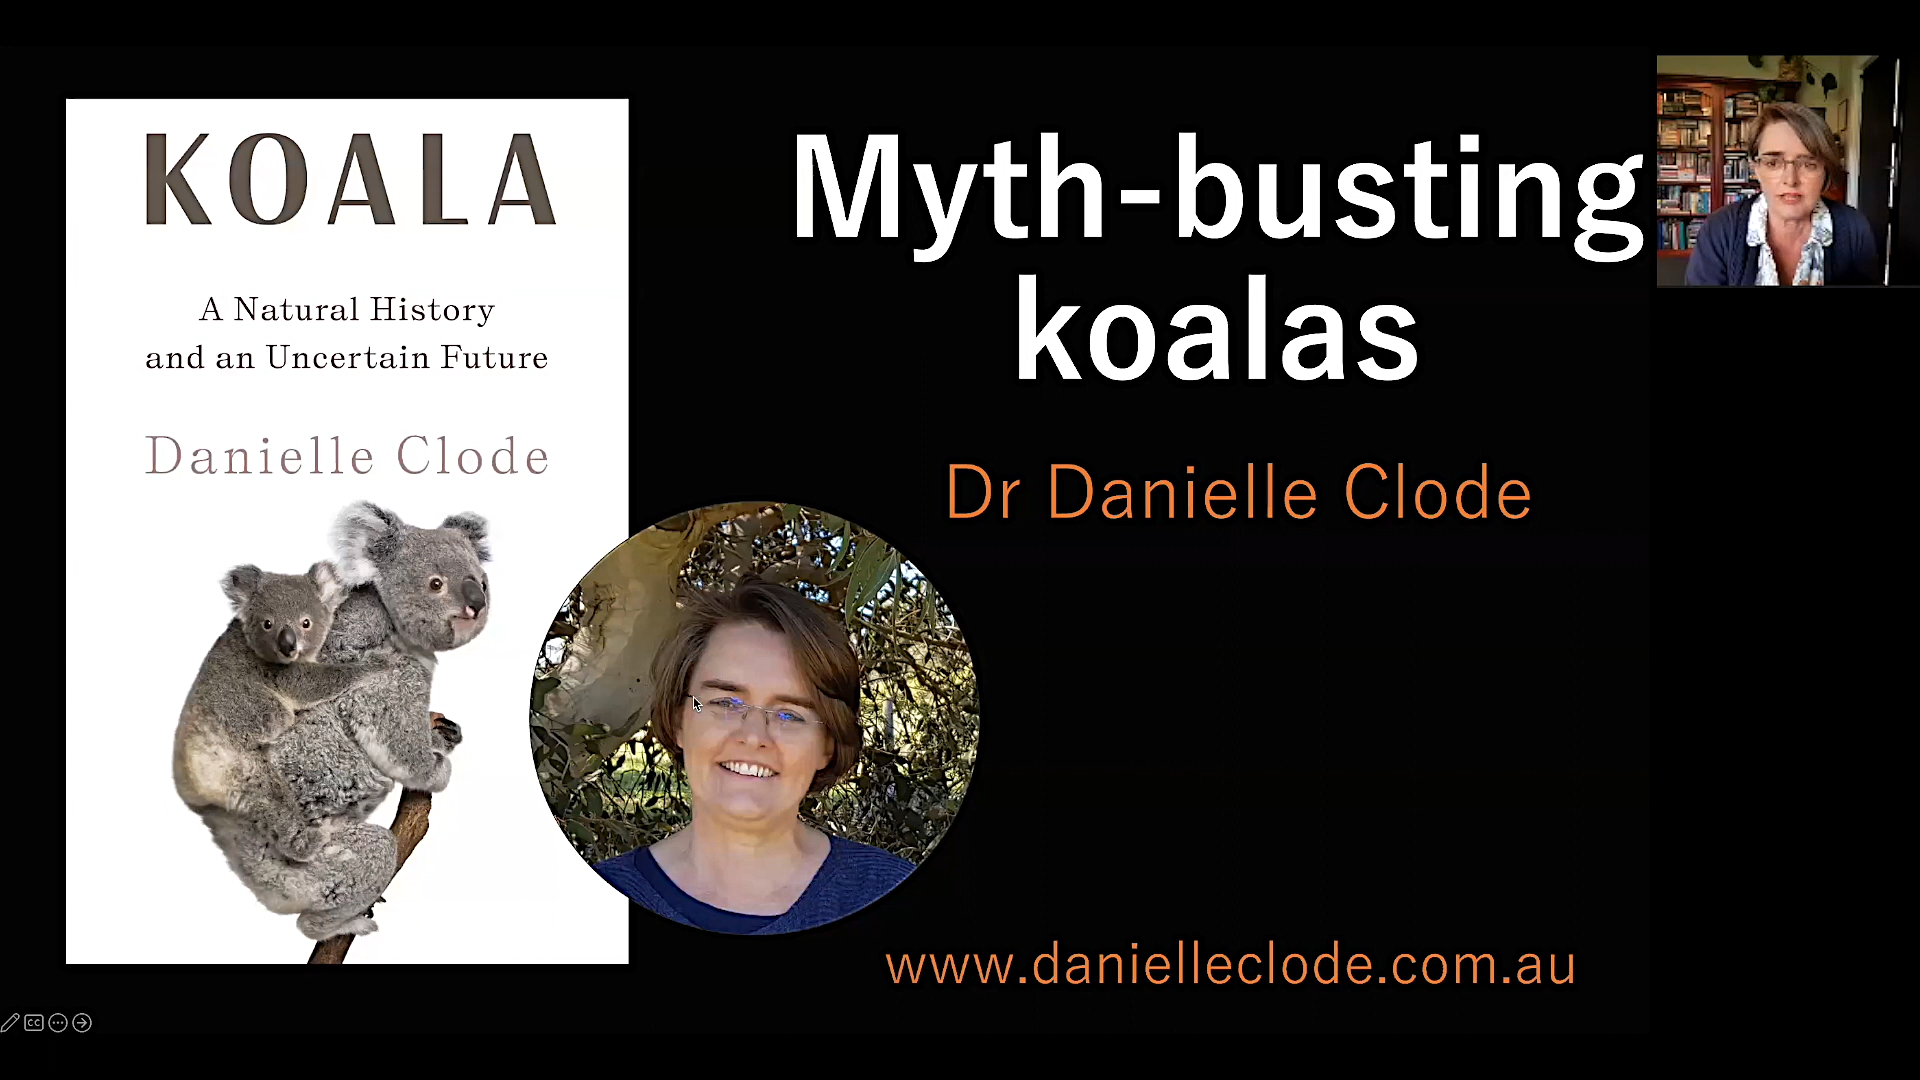 KOALA
A Natural History
and an Uncertain Future
Danielle Clode
Myth-busting
koalas
Dr Danielle Clode
www.danielleclode.com.au
CC